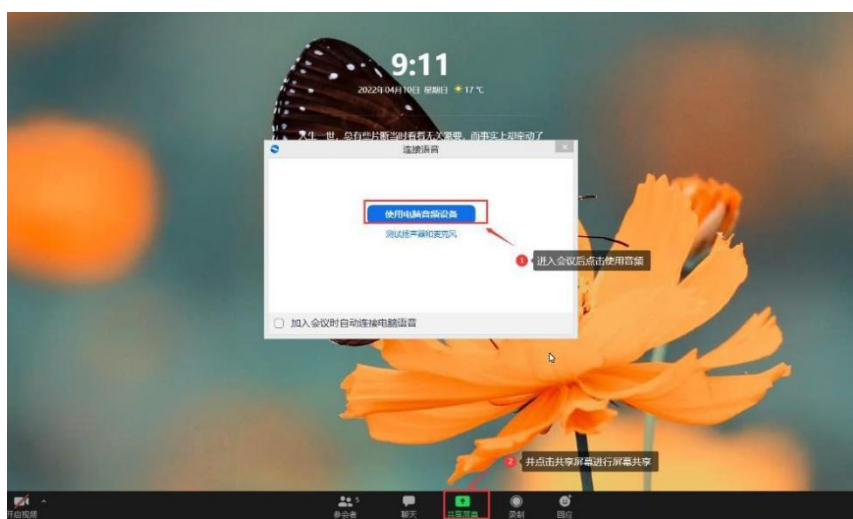 9:11
2022年04月10日 星期日 17℃
人生一世，总有些片断当时看着无关紧要，而事实上却牵动了
连接语音
使用电脑音频设备
测试扬声器和麦克风
1 进入会议后点击使用音频
加入会议时自动连接电脑语音
2 并点击共享屏幕进行屏幕共享
开启视频
参会者 5
聊天
共享屏幕
录制
回应